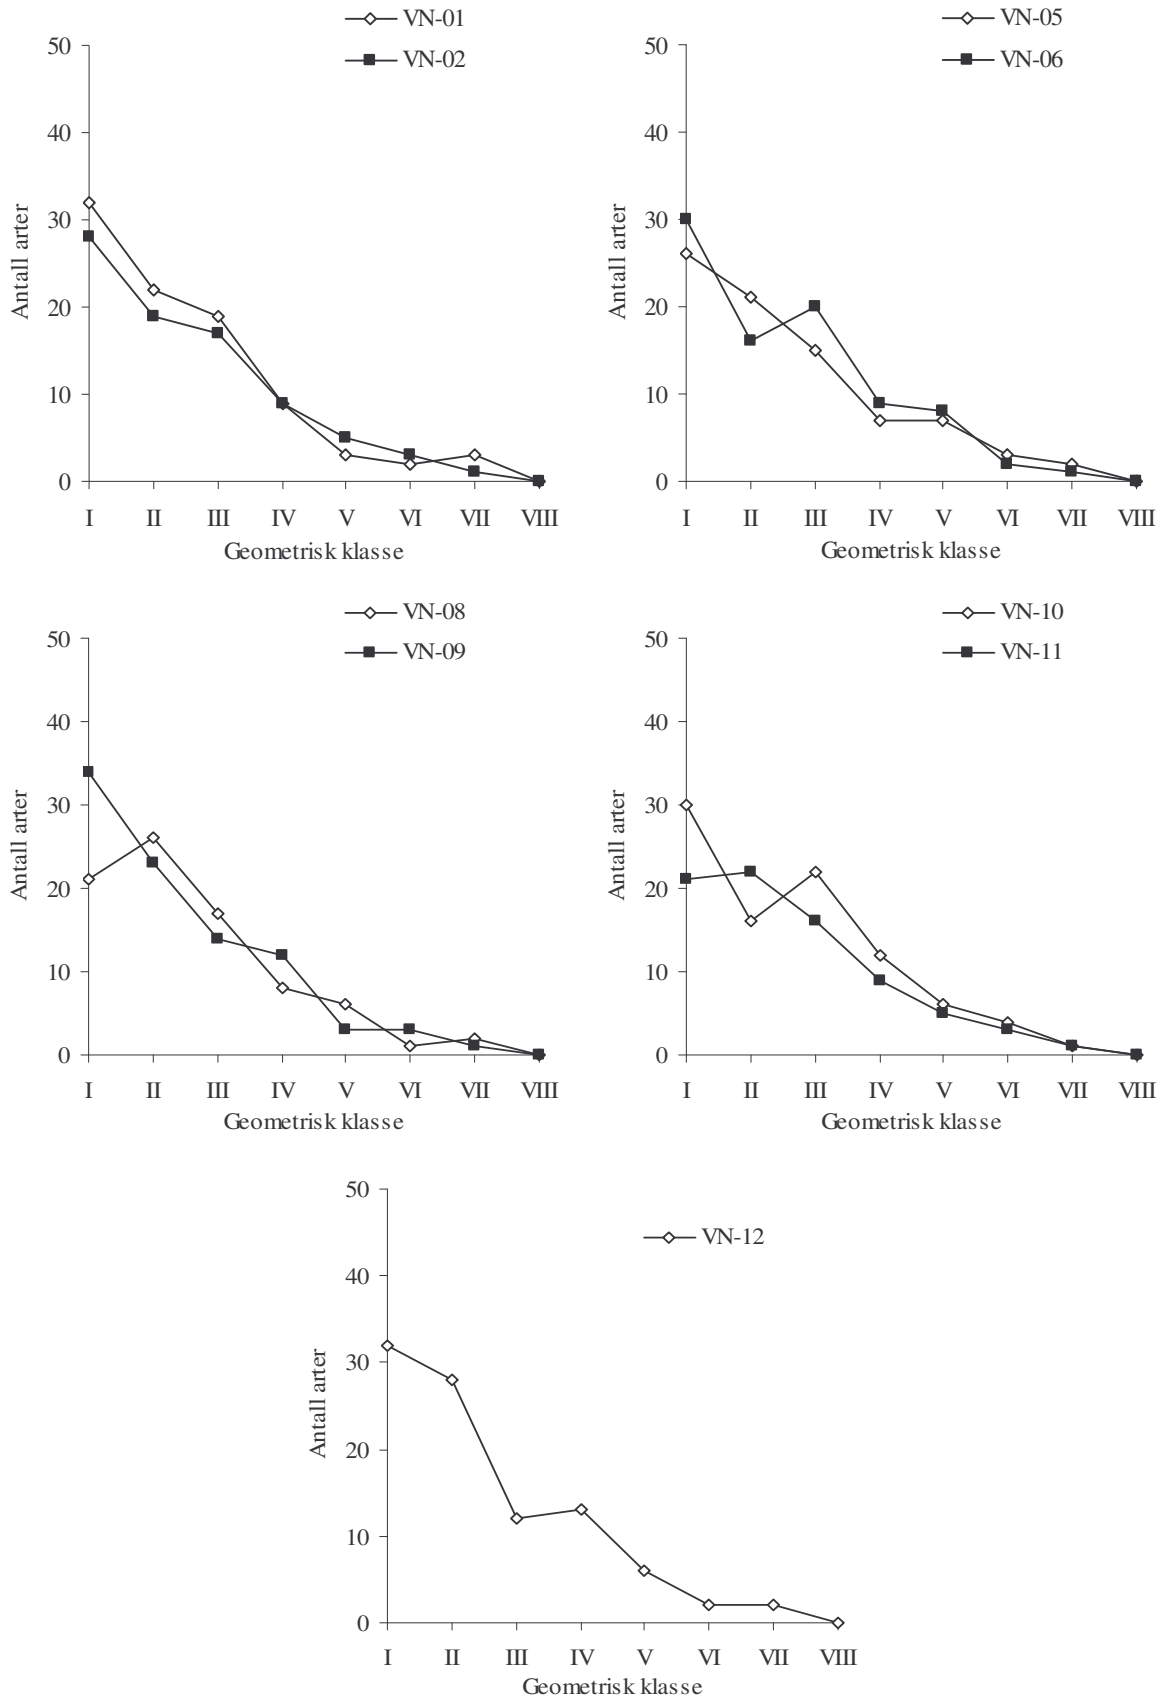 VN-01
VN-02
50
40
30
20
10
0
Antall arter
I II III IV V VI VII VIII
Geometrisk klasse
VN-05
VN-06
50
40
30
20
10
0
Antall arter
I II III IV V VI VII VIII
Geometrisk klasse
VN-08
VN-09
50
40
30
20
10
0
Antall arter
I II III IV V VI VII VIII
Geometrisk klasse
VN-10
VN-11
50
40
30
20
10
0
Antall arter
I II III IV V VI VII VIII
Geometrisk klasse
VN-12
50
40
30
20
10
0
Antall arter
I II III IV V VI VII VIII
Geometrisk klasse